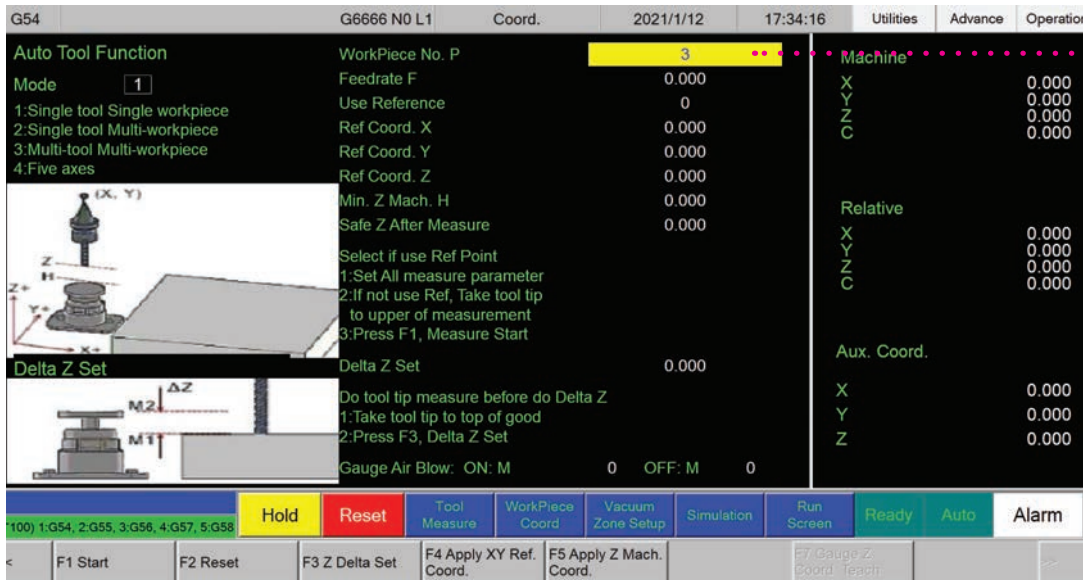 G54 G6666 N0 L1 Coord. 2021/1/12 17:34:16 Utilities Advance Operation
Auto Tool Function
Mode 1
1:Single tool Single workpiece
2:Single tool Multi-workpiece
3:Multi-tool Multi-workpiece
4:Five axes
(X, Y)
Z
H
Z+
Y+
X+
Delta Z Set
ΔZ
M2
M1
WorkPiece No. P 3
Feedrate F 0.000
Use Reference 0
Ref Coord. X 0.000
Ref Coord. Y 0.000
Ref Coord. Z 0.000
Min. Z Mach. H 0.000
Safe Z After Measure 0.000
Select if use Ref Point
1:Set All measure parameter
2:If not use Ref, Take tool tip
to upper of measurement
3:Press F1, Measure Start
Delta Z Set 0.000
Do tool tip measure before do Delta Z
1:Take tool tip to top of good
2:Press F3, Delta Z Set
Gauge Air Blow: ON: M 0 OFF: M 0
Machine
X 0.000
Y 0.000
Z 0.000
C 0.000
Relative
X 0.000
Y 0.000
Z 0.000
C 0.000
Aux. Coord.
X 0.000
Y 0.000
Z 0.000
*100) 1:G54, 2:G55, 3:G56, 4:G57, 5:G58
Hold
Reset
Tool
Measure
WorkPiece
Coord
Vacuum
Zone Setup
Simulation
Run
Screen
Ready
Auto
Alarm
<
F1 Start
F2 Reset
F3 Z Delta Set
F4 Apply XY Ref.
Coord.
F5 Apply Z Mach.
Coord.
F7 Gauge Z
Coord. Teach
>>